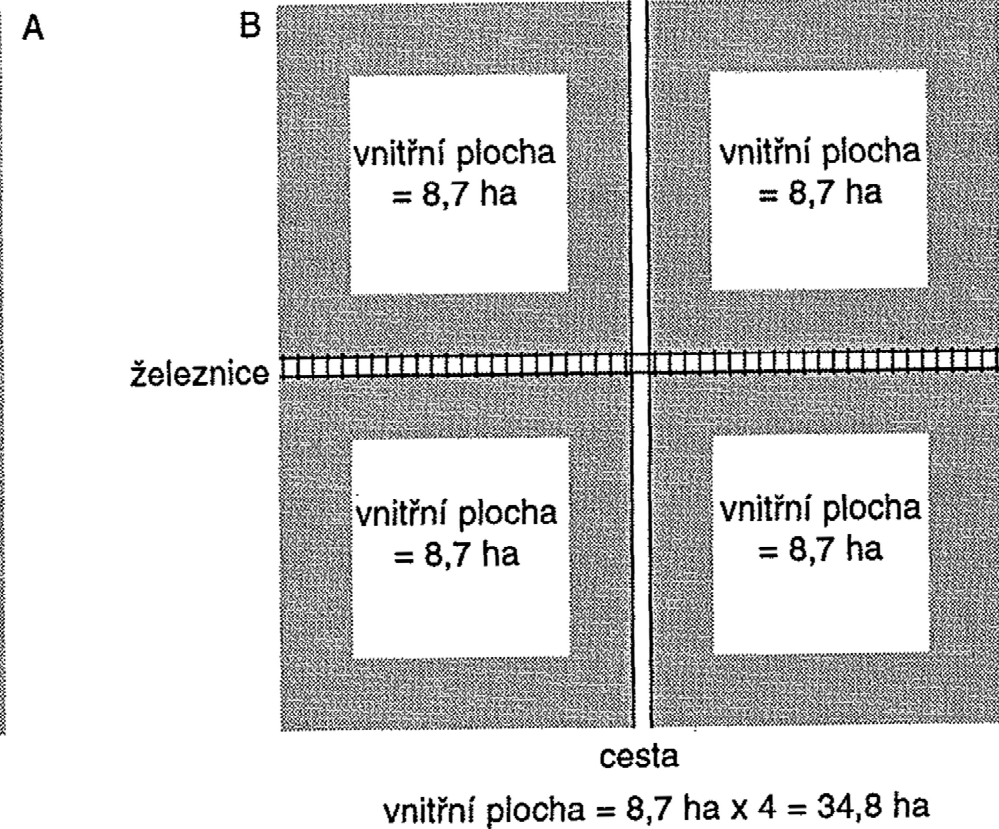 A
B
vnitřní plocha
= 8,7 ha
vnitřní plocha
= 8,7 ha
železnice
vnitřní plocha
= 8,7 ha
vnitřní plocha
= 8,7 ha
cesta
vnitřní plocha = 8,7 ha x 4 = 34,8 ha